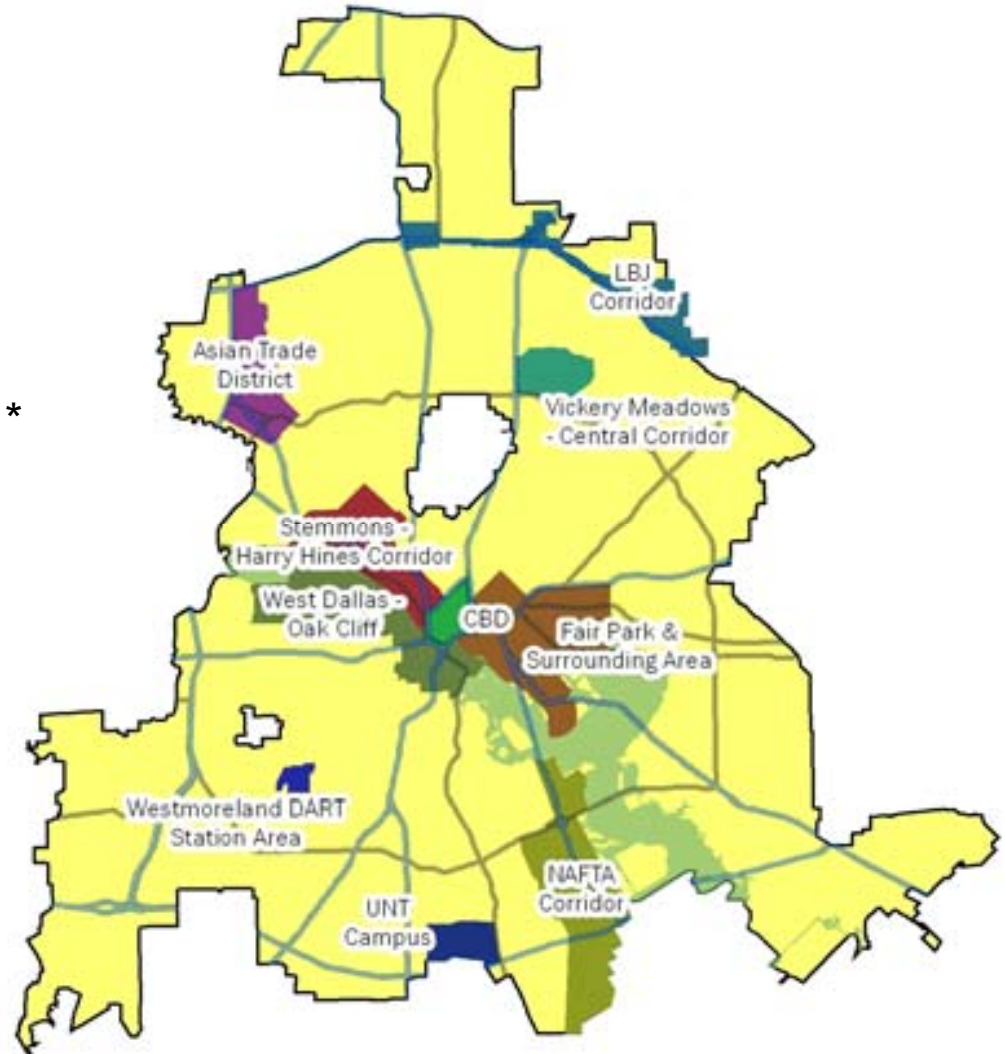 LBJ
Corridor
Asian Trade
District
*
Vickery Meadows
- Central Corridor
Stemmons -
Harry Hines Corridor
West Dallas -
Oak Cliff
CBD
Fair Park &
Surrounding Area
Westmoreland DART
Station Area
NAFTA
Corridor
UNT
Campus